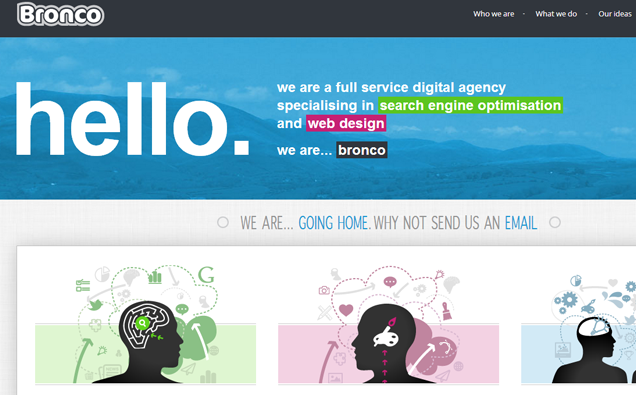 Bronco
Who we are - What we do - Our ideas
hello.
we are a full service digital agency
specialising in search engine optimisation
and web design
we are... bronco
WE ARE... GOING HOME. WHY NOT SEND US AN EMAIL
G